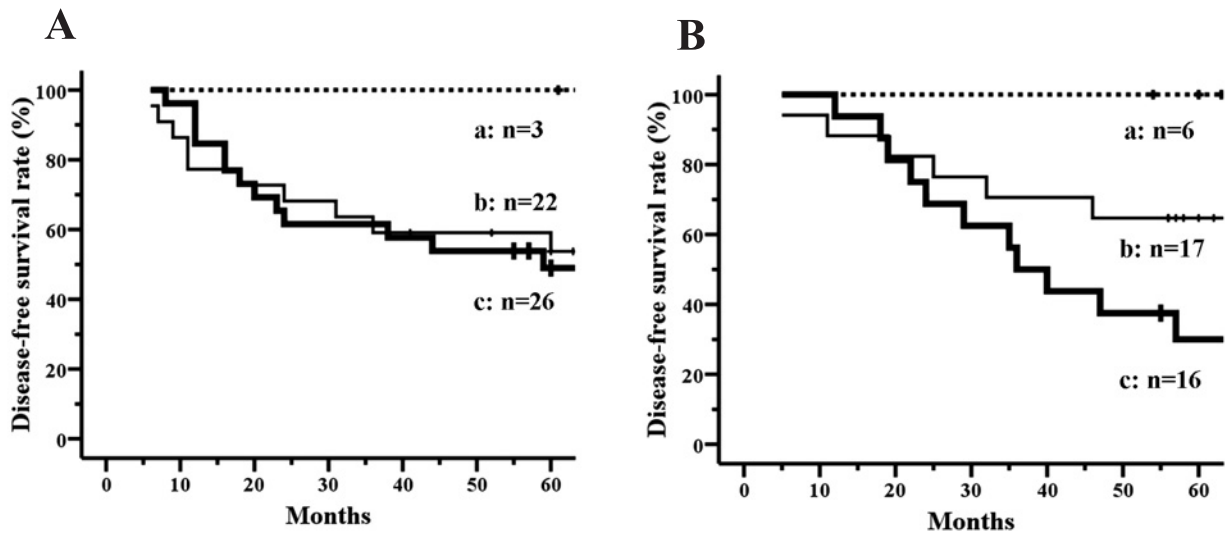 A
Disease-free survival rate (%)
100
80
60
40
20
0
a: n=3
b: n=22
c: n=26
0 10 20 30 40 50 60
Months
B
Disease-free survival rate (%)
100
80
60
40
20
0
a: n=6
b: n=17
c: n=16
0 10 20 30 40 50 60
Months